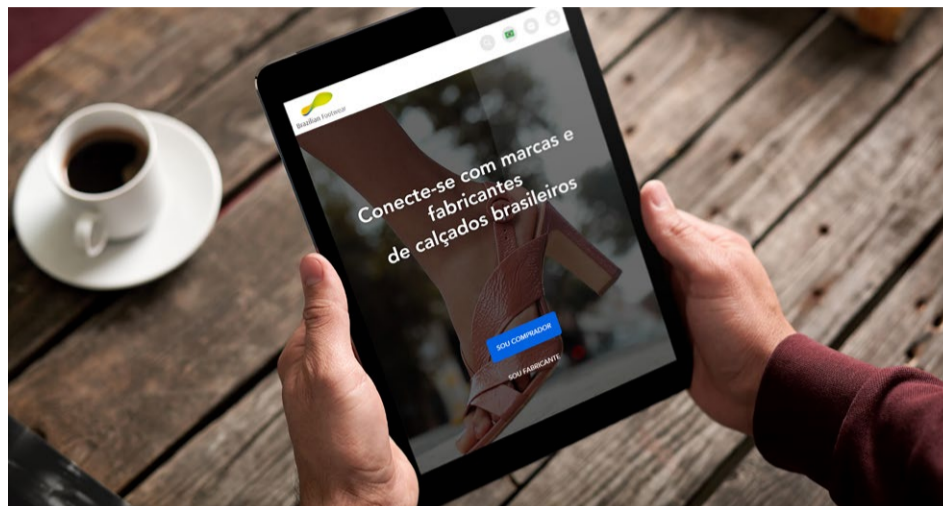 Brazilian Footwear
Conecte-se com marcas e
fabricantes
de calçados brasileiros
SOU COMPRADOR
SOU FABRICANTE